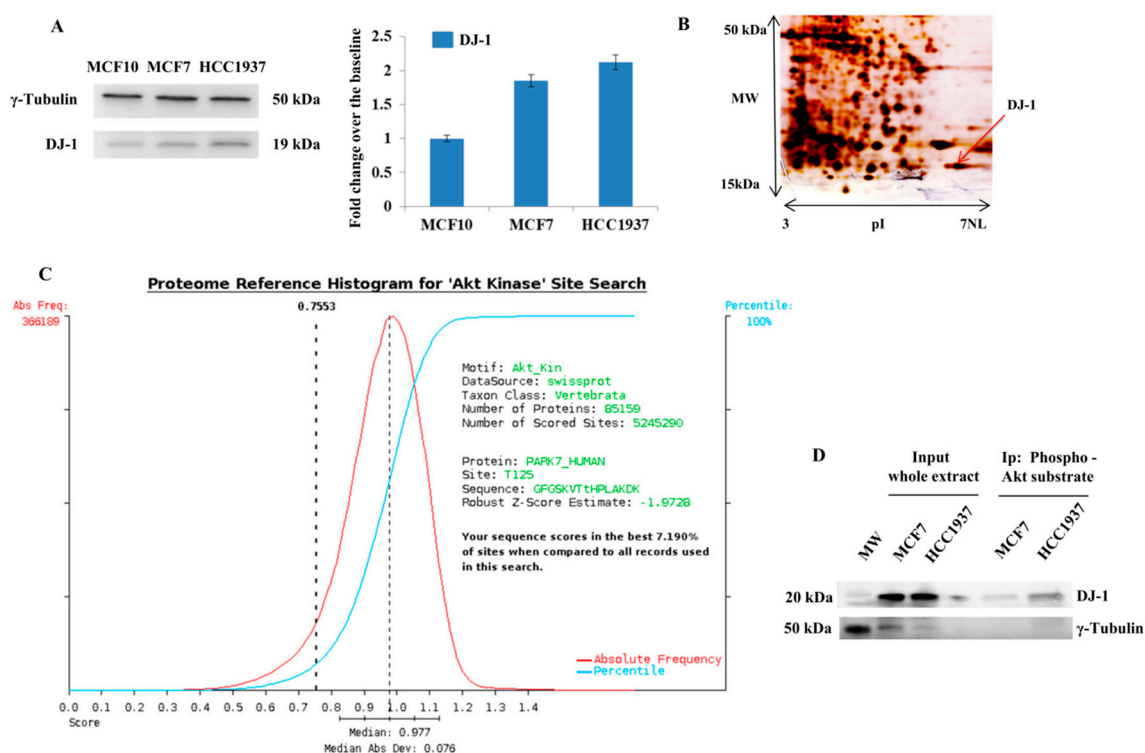 A
MCF10 MCF7 HCC1937
γ-Tubulin
50 kDa
DJ-1
19 kDa
DJ-1
Fold change over the baseline
2.5
2
1.5
1
0.5
0
MCF10
MCF7
HCC1937
B
50 kDa
MW
15kDa
DJ-1
3
pI
7NL
C
Proteome Reference Histogram for 'Akt Kinase' Site Search
Abs Freq:
366189
0.7553
Percentile:
100%
Motif: Akt_Kin
DataSource: swissprot
Taxon Class: Vertebrata
Number of Proteins: 85159
Number of Scored Sites: 5245290
Protein: PARK7_HUMAN
Site: T125
Sequence: GFGSKVTtHPLAKDK
Robust Z-Score Estimate: -1.9728
Your sequence scores in the best 7.190%
of sites when compared to all records used
in this search.
Absolute Frequency
Percentile
0.0 0.1 0.2 0.3 0.4 0.5 0.6 0.7 0.8 0.9 1.0 1.1 1.2 1.3 1.4
Score
Median: 0.977
Median Abs Dev: 0.076
D
Input
whole extract
Ip: Phospho -
Akt substrate
MW
MCF7
HCC1937
MCF7
HCC1937
20 kDa
DJ-1
50 kDa
γ-Tubulin